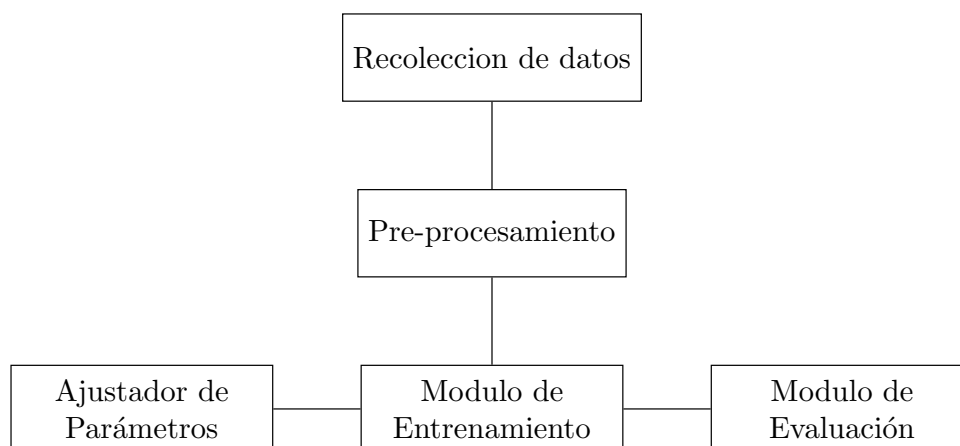 Recoleccion de datos
Pre-procesamiento
Ajustador de
Parámetros
Modulo de
Entrenamiento
Modulo de
Evaluación